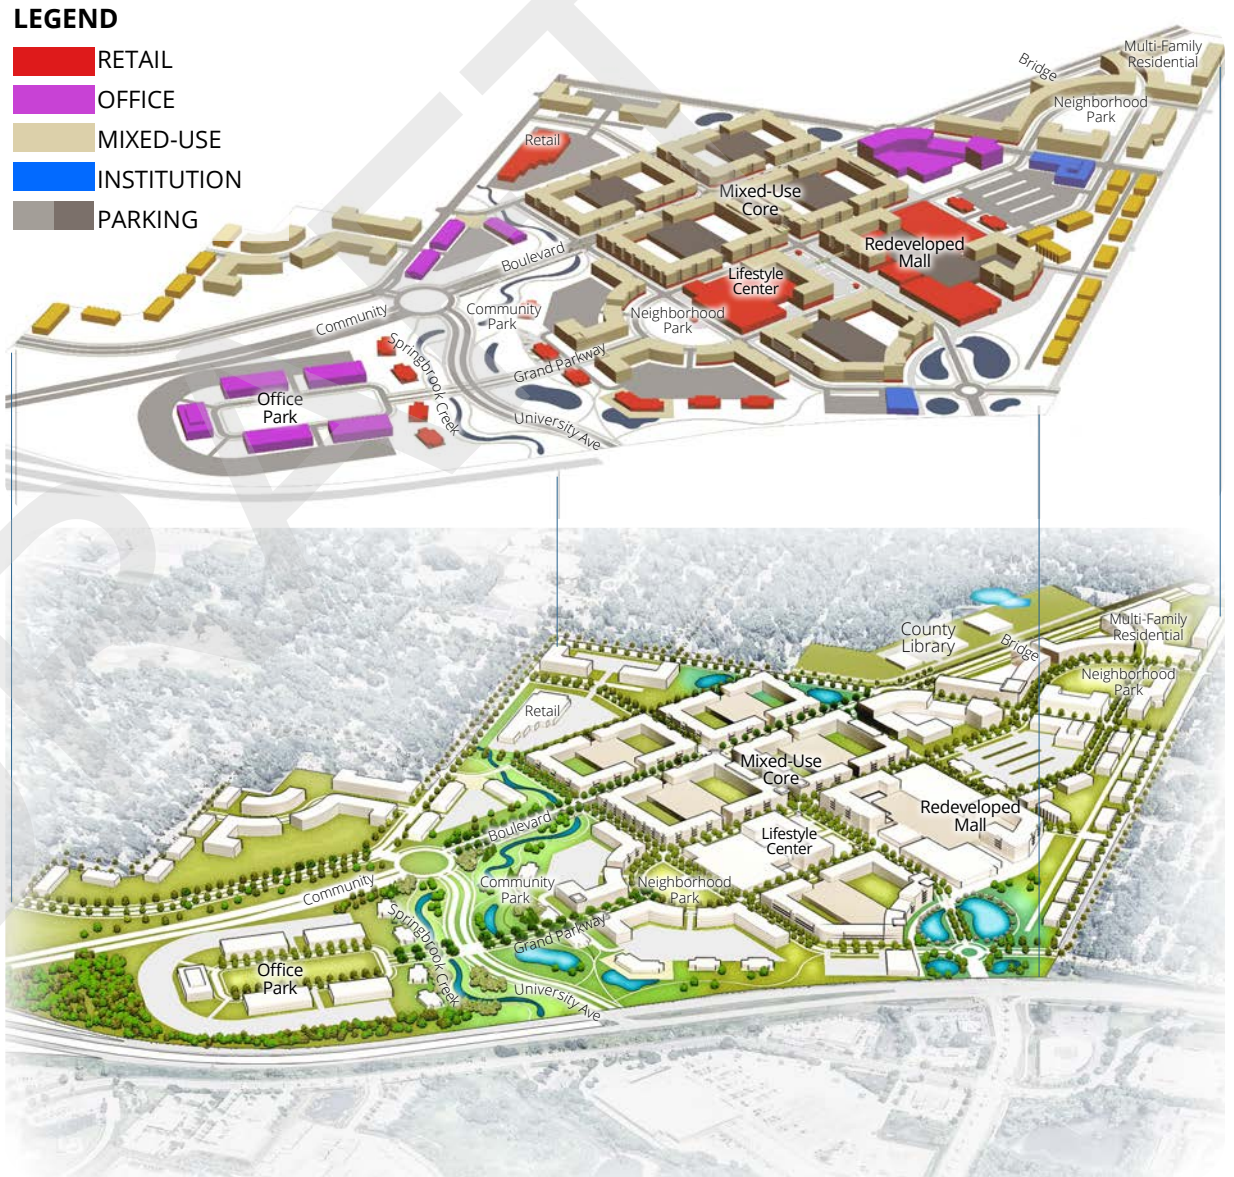 LEGEND
RETAIL
OFFICE
MIXED-USE
INSTITUTION
PARKING
Multi-Family
Residential
Bridge
Neighborhood
Park
Retail
Mixed-Use
Core
Redeveloped
Mall
Boulevard
Lifestyle
Center
Community
Park
Neighborhood
Park
Community
Springbrook Creek
Grand Parkway
Office
Park
University Ave
County
Library
Multi-Family
Residential
Bridge
Neighborhood
Park
Retail
Mixed-Use
Core
Redeveloped
Mall
Boulevard
Lifestyle
Center
Community
Park
Neighborhood
Park
Community
Springbrook Creek
Grand Parkway
Office
Park
University Ave